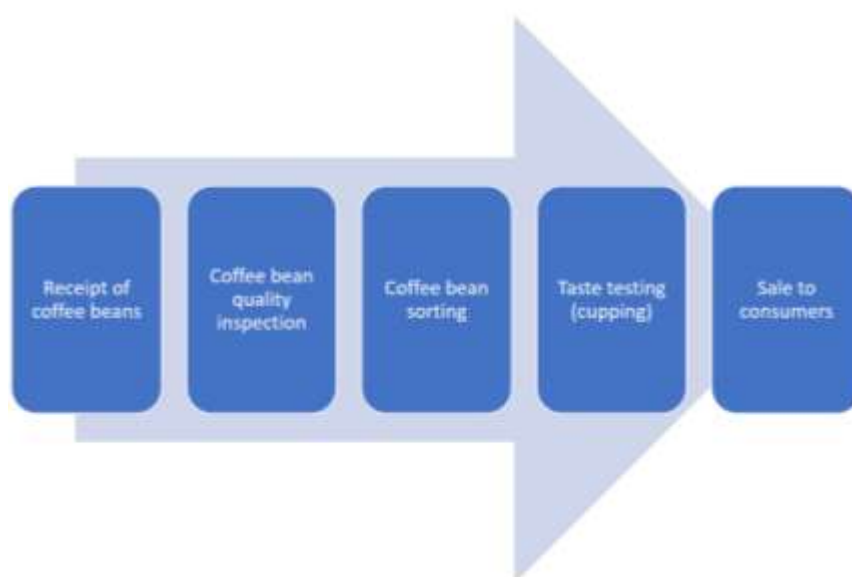 Receipt of
coffee beans
Coffee bean
quality
inspection
Coffee bean
sorting
Taste testing
(cupping)
Sale to
consumers